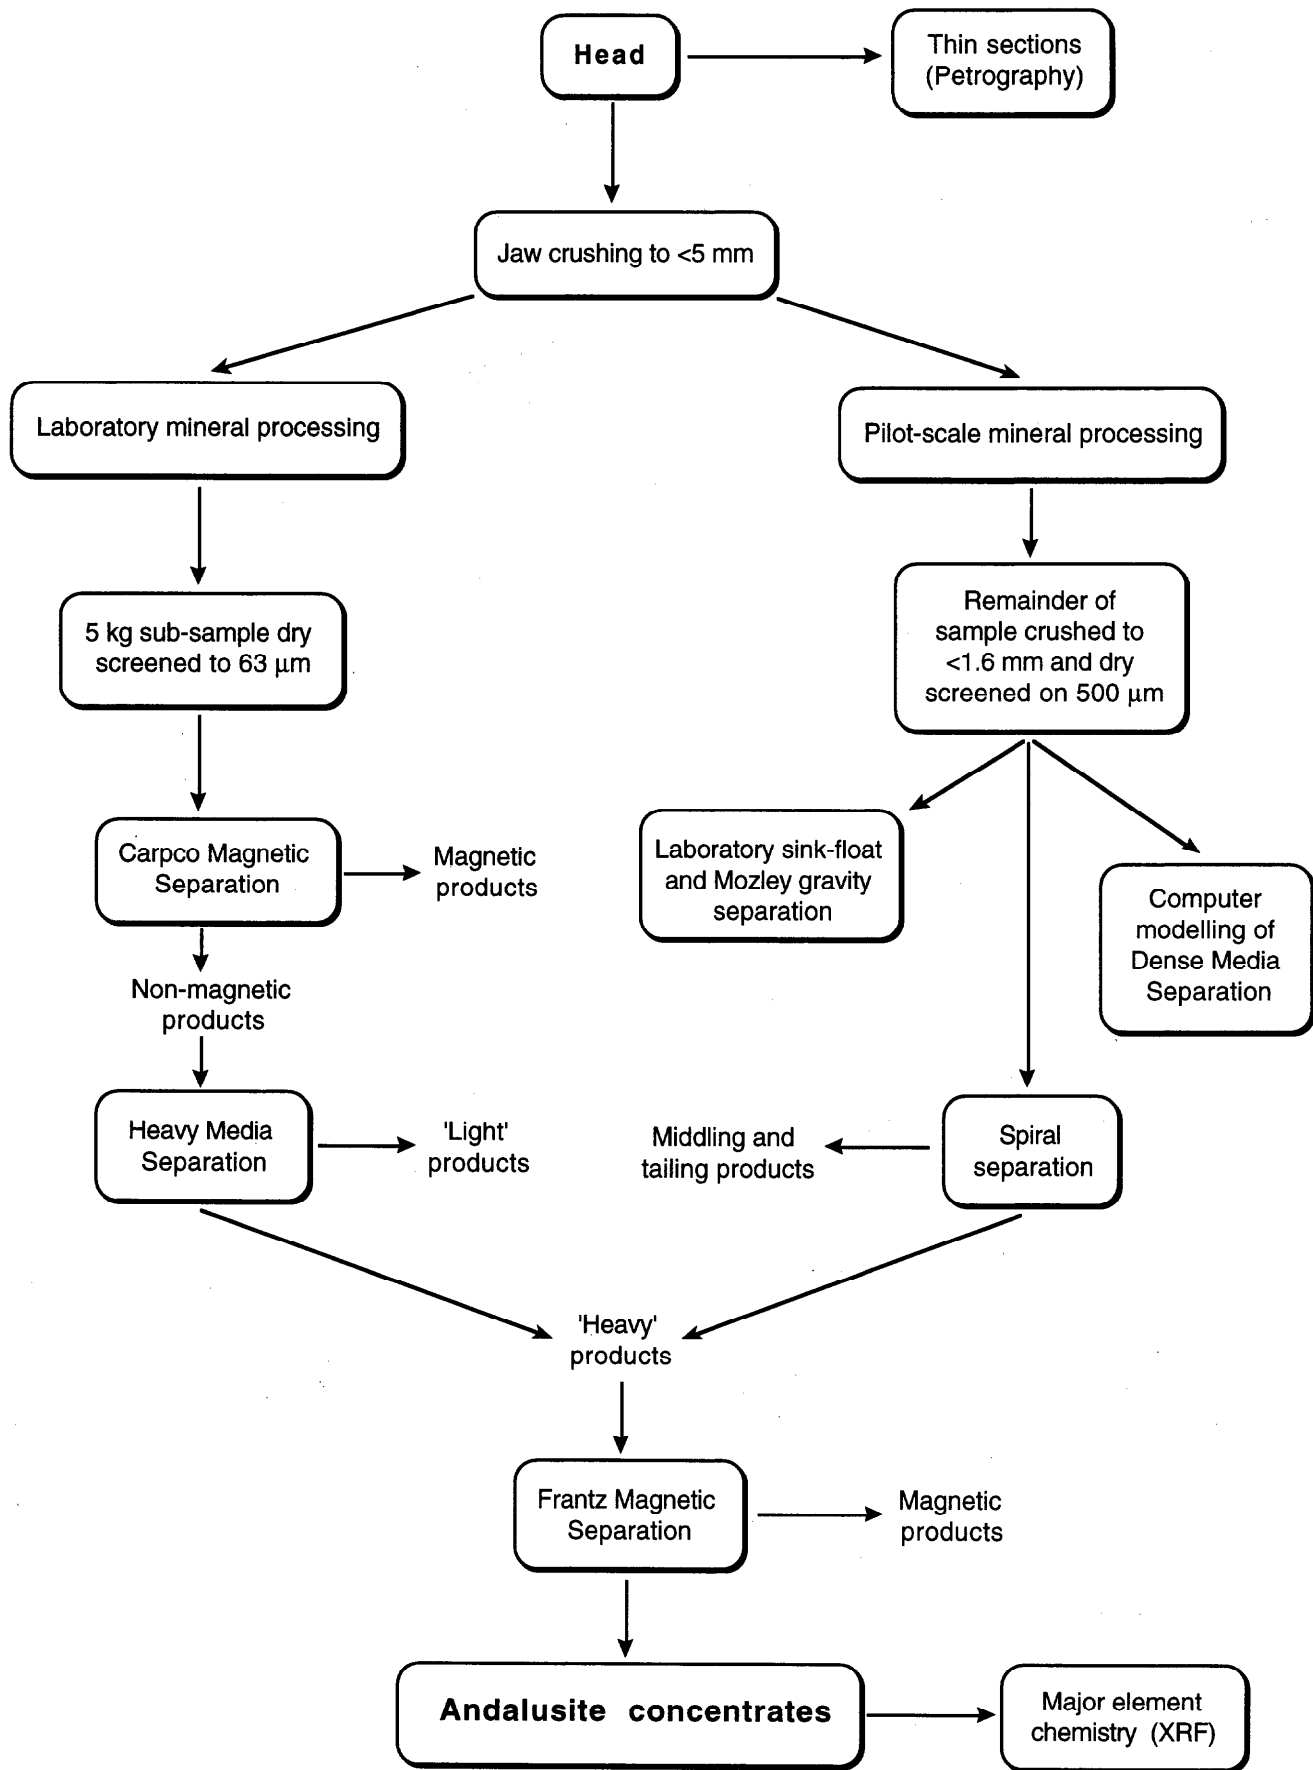 Head
Thin sections
(Petrography)
Jaw crushing to <5 mm
Laboratory mineral processing
Pilot-scale mineral processing
5 kg sub-sample dry
screened to 63 µm
Remainder of
sample crushed to
<1.6 mm and dry
screened on 500 µm
Carpco Magnetic
Separation
Magnetic
products
Laboratory sink-float
and Mozley gravity
separation
Computer
modelling of
Dense Media
Separation
Non-magnetic
products
Heavy Media
Separation
'Light'
products
Middling and
tailing products
Spiral
separation
'Heavy'
products
Frantz Magnetic
Separation
Magnetic
products
Andalusite concentrates
Major element
chemistry (XRF)